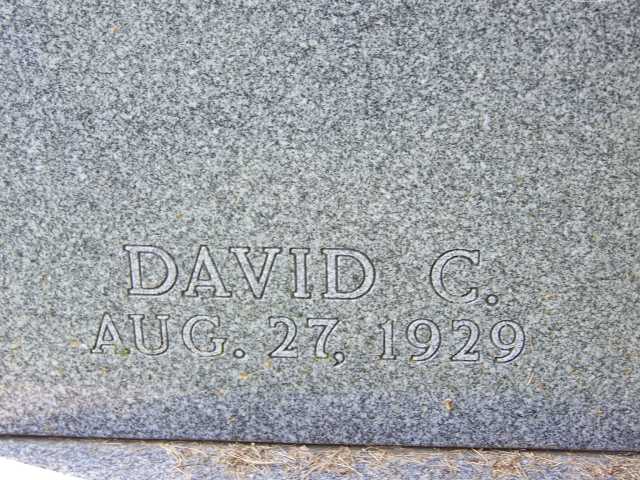 DAVID C.
AUG. 27, 1929